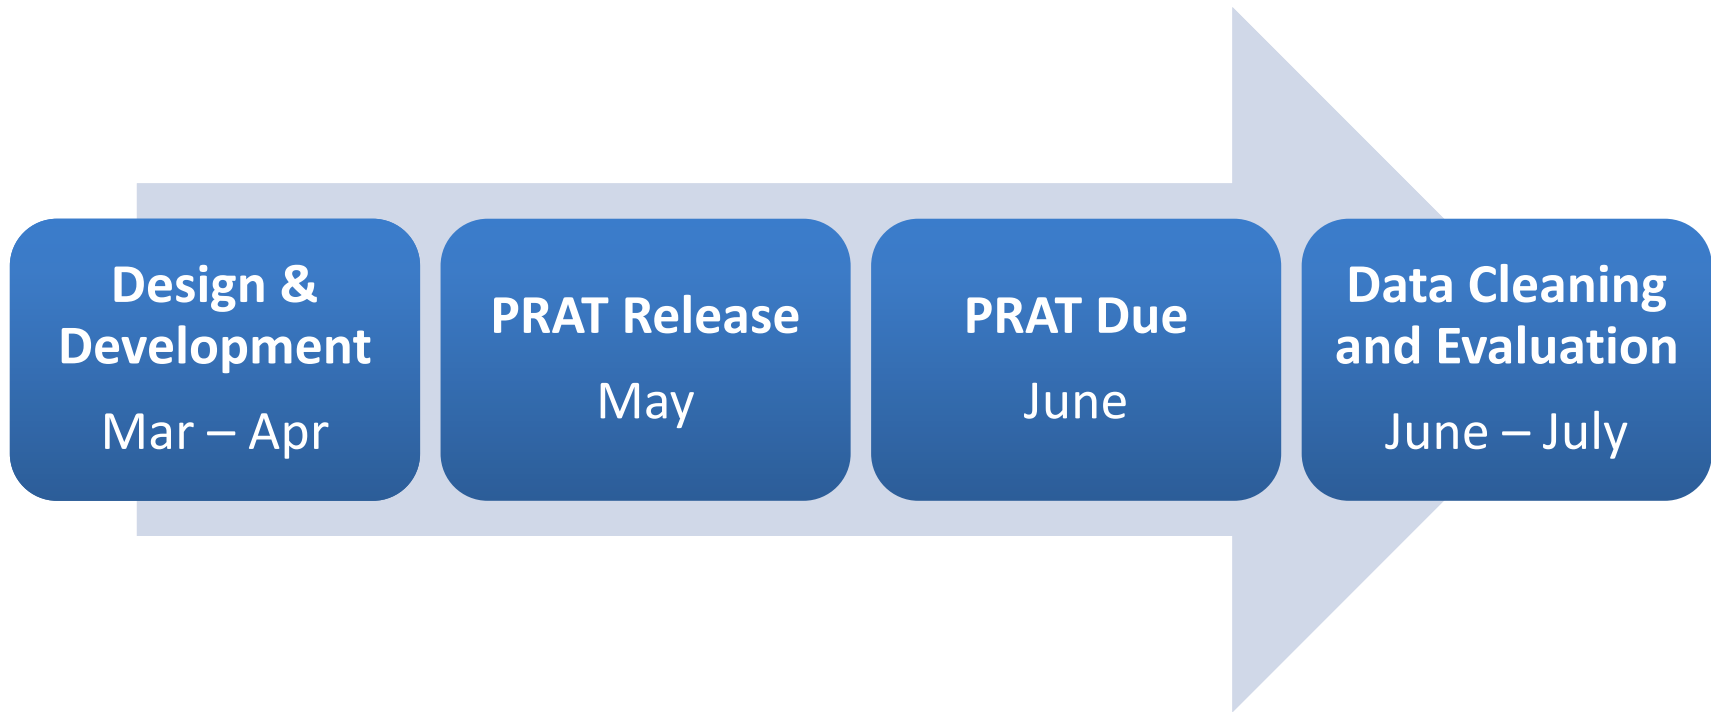 Design &
Development
Mar – Apr
PRAT Release
May
PRAT Due
June
Data Cleaning
and Evaluation
June – July